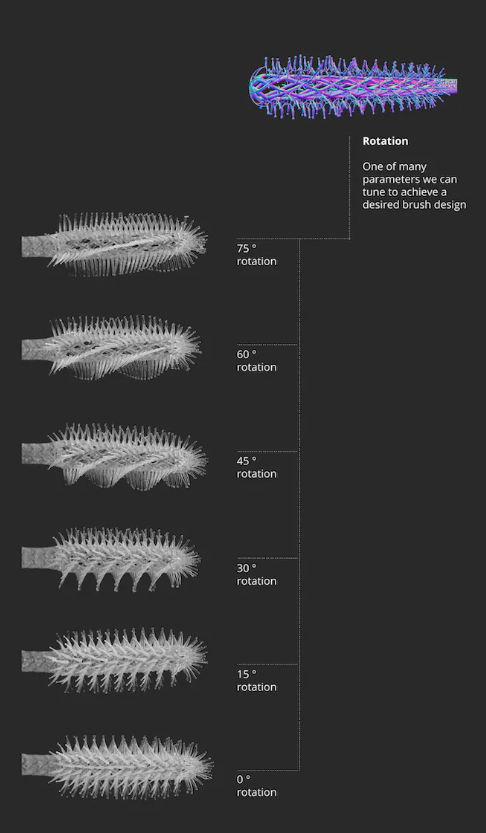 Rotation
One of many
parameters we can
tune to achieve a
desired brush design
75 °
rotation
60 °
rotation
45 °
rotation
30 °
rotation
15 °
rotation
0 °
rotation